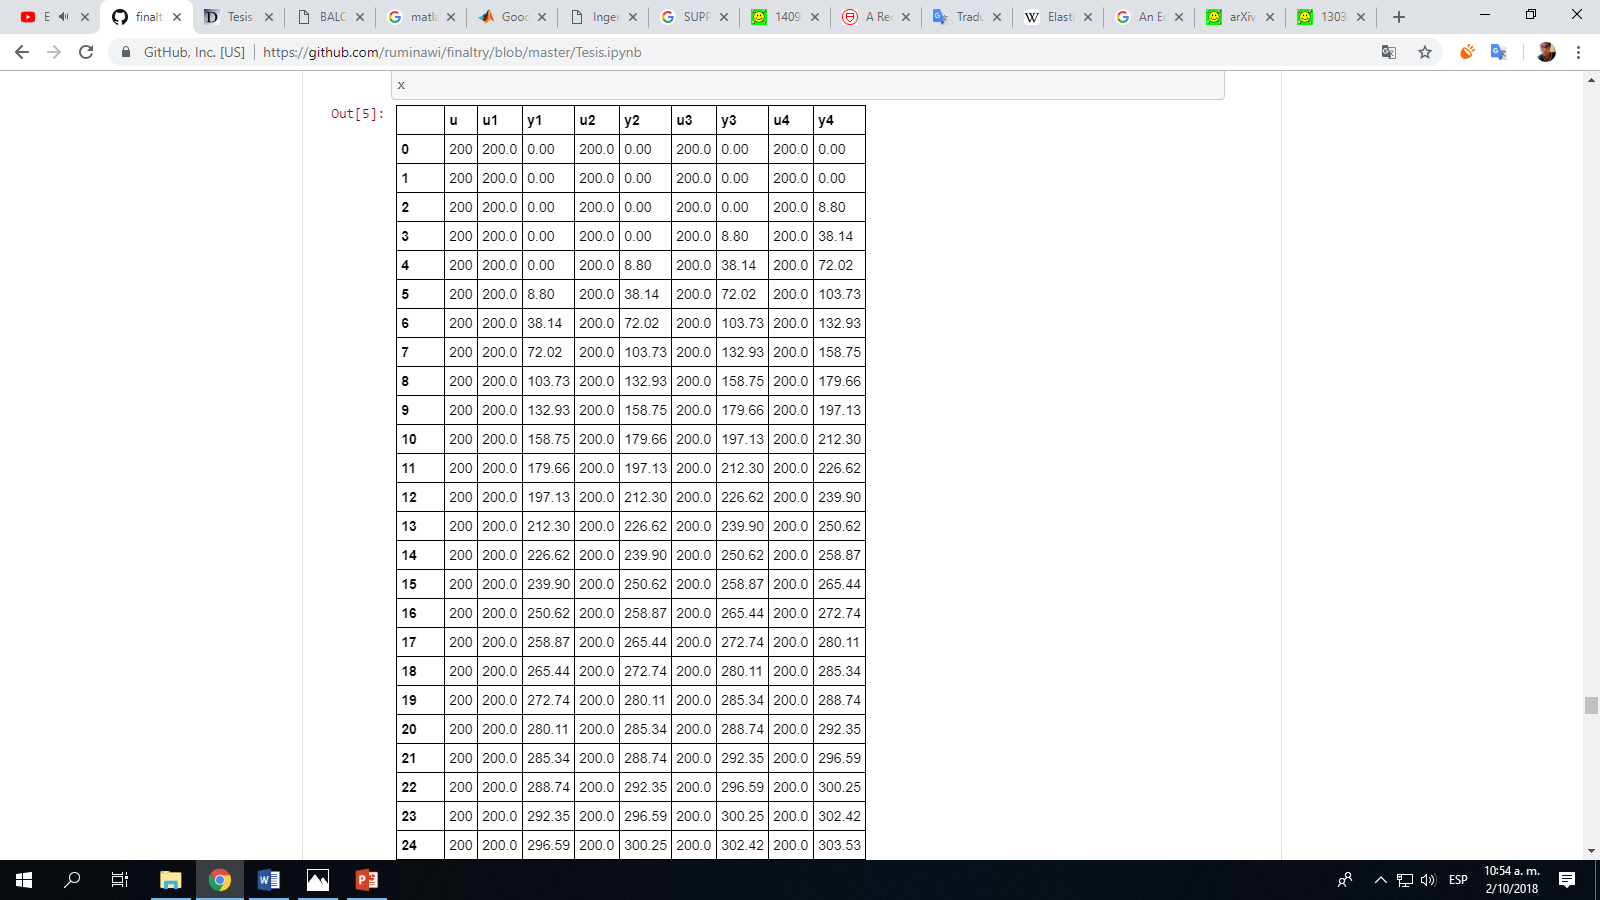 E
finalt
Tesis
BALC
matla
Gooc
Inger
SUPP
1409.
A Re
Tradu
Elasti
An E
arXiv
1303
GitHub, Inc. [US] | https://github.com/ruminawi/finaltry/blob/master/Tesis.ipynb
x
Out[5]:
u u1 y1 u2 y2 u3 y3 u4 y4
0 200 200.0 0.00 200.0 0.00 200.0 0.00 200.0 0.00
1 200 200.0 0.00 200.0 0.00 200.0 0.00 200.0 0.00
2 200 200.0 0.00 200.0 0.00 200.0 0.00 200.0 8.80
3 200 200.0 0.00 200.0 0.00 200.0 8.80 200.0 38.14
4 200 200.0 0.00 200.0 8.80 200.0 38.14 200.0 72.02
5 200 200.0 8.80 200.0 38.14 200.0 72.02 200.0 103.73
6 200 200.0 38.14 200.0 72.02 200.0 103.73 200.0 132.93
7 200 200.0 72.02 200.0 103.73 200.0 132.93 200.0 158.75
8 200 200.0 103.73 200.0 132.93 200.0 158.75 200.0 179.66
9 200 200.0 132.93 200.0 158.75 200.0 179.66 200.0 197.13
10 200 200.0 158.75 200.0 179.66 200.0 197.13 200.0 212.30
11 200 200.0 179.66 200.0 197.13 200.0 212.30 200.0 226.62
12 200 200.0 197.13 200.0 212.30 200.0 226.62 200.0 239.90
13 200 200.0 212.30 200.0 226.62 200.0 239.90 200.0 250.62
14 200 200.0 226.62 200.0 239.90 200.0 250.62 200.0 258.87
15 200 200.0 239.90 200.0 250.62 200.0 258.87 200.0 265.44
16 200 200.0 250.62 200.0 258.87 200.0 265.44 200.0 272.74
17 200 200.0 258.87 200.0 265.44 200.0 272.74 200.0 280.11
18 200 200.0 265.44 200.0 272.74 200.0 280.11 200.0 285.34
19 200 200.0 272.74 200.0 280.11 200.0 285.34 200.0 288.74
20 200 200.0 280.11 200.0 285.34 200.0 288.74 200.0 292.35
21 200 200.0 285.34 200.0 288.74 200.0 292.35 200.0 296.59
22 200 200.0 288.74 200.0 292.35 200.0 296.59 200.0 300.25
23 200 200.0 292.35 200.0 296.59 200.0 300.25 200.0 302.42
24 200 200.0 296.59 200.0 300.25 200.0 302.42 200.0 303.53
ESP
10:54 a. m.
2/10/2018